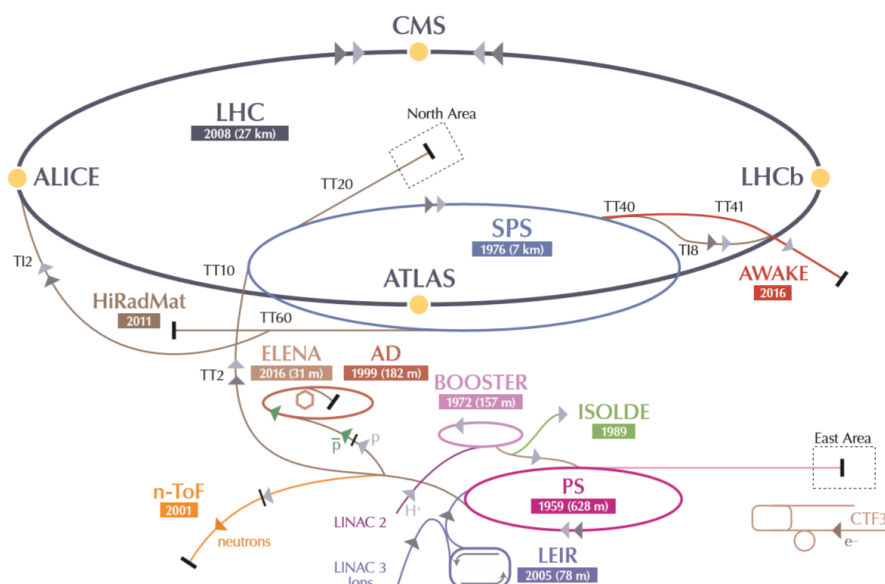 CMS
LHC
2008 (27 km)
North Area
ALICE
TT20
LHCb
TT40
TT41
SPS
1976 (7 km)
TI2
TT10
TI8
ATLAS
AWAKE
2016
HiRadMat
2011
TT60
ELENA
2016 (31 m)
AD
1999 (182 m)
TT2
BOOSTER
1972 (157 m)
ISOLDE
1989
p̅
p
East Area
n-ToF
2001
PS
1959 (628 m)
H⁺
LINAC 2
neutrons
CTF3
e⁻
LEIR
2005 (78 m)
LINAC 3
Ions